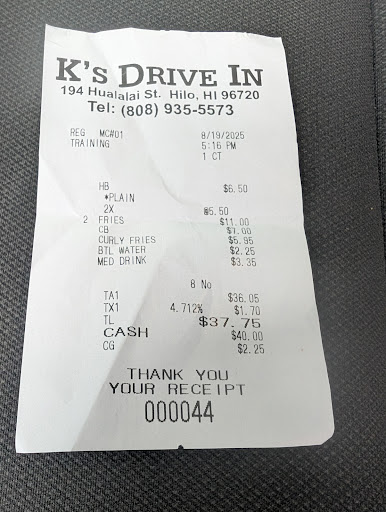 K's DRIVE IN
194 Hualalai St. Hilo, HI 96720
Tel: (808) 935-5573
REG MC#01 8/19/2025
TRAINING 5:16 PM
1 CT
HB $6.50
*PLAIN
2X @5.50
2 FRIES $11.00
CB $7.00
CURLY FRIES $5.95
BTL WATER $2.25
MED DRINK $3.35
6 No
TA1 $36.05
TX1 4.712% $1.70
TL $37.75
CASH $40.00
CG $2.25
THANK YOU
YOUR RECEIPT
000044